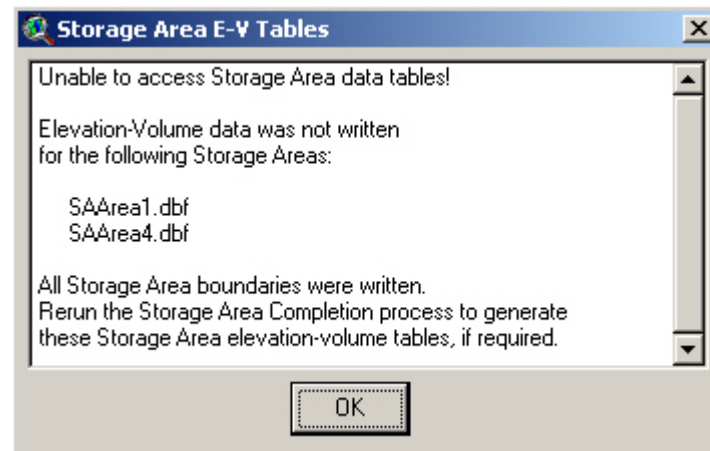 Storage Area E-V Tables
Unable to access Storage Area data tables!
Elevation-Volume data was not written
for the following Storage Areas:
SAArea1.dbf
SAArea4.dbf
All Storage Area boundaries were written.
Rerun the Storage Area Completion process to generate
these Storage Area elevation-volume tables, if required.
OK